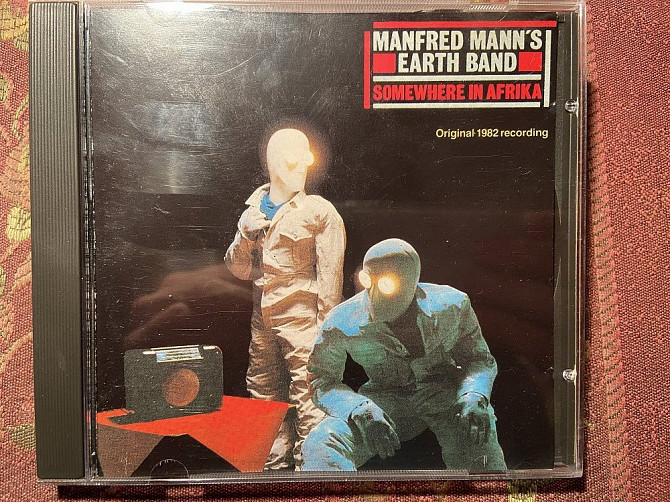 MANFRED MANN'S
EARTH BAND
SOMEWHERE IN AFRIKA
Original 1982 recording